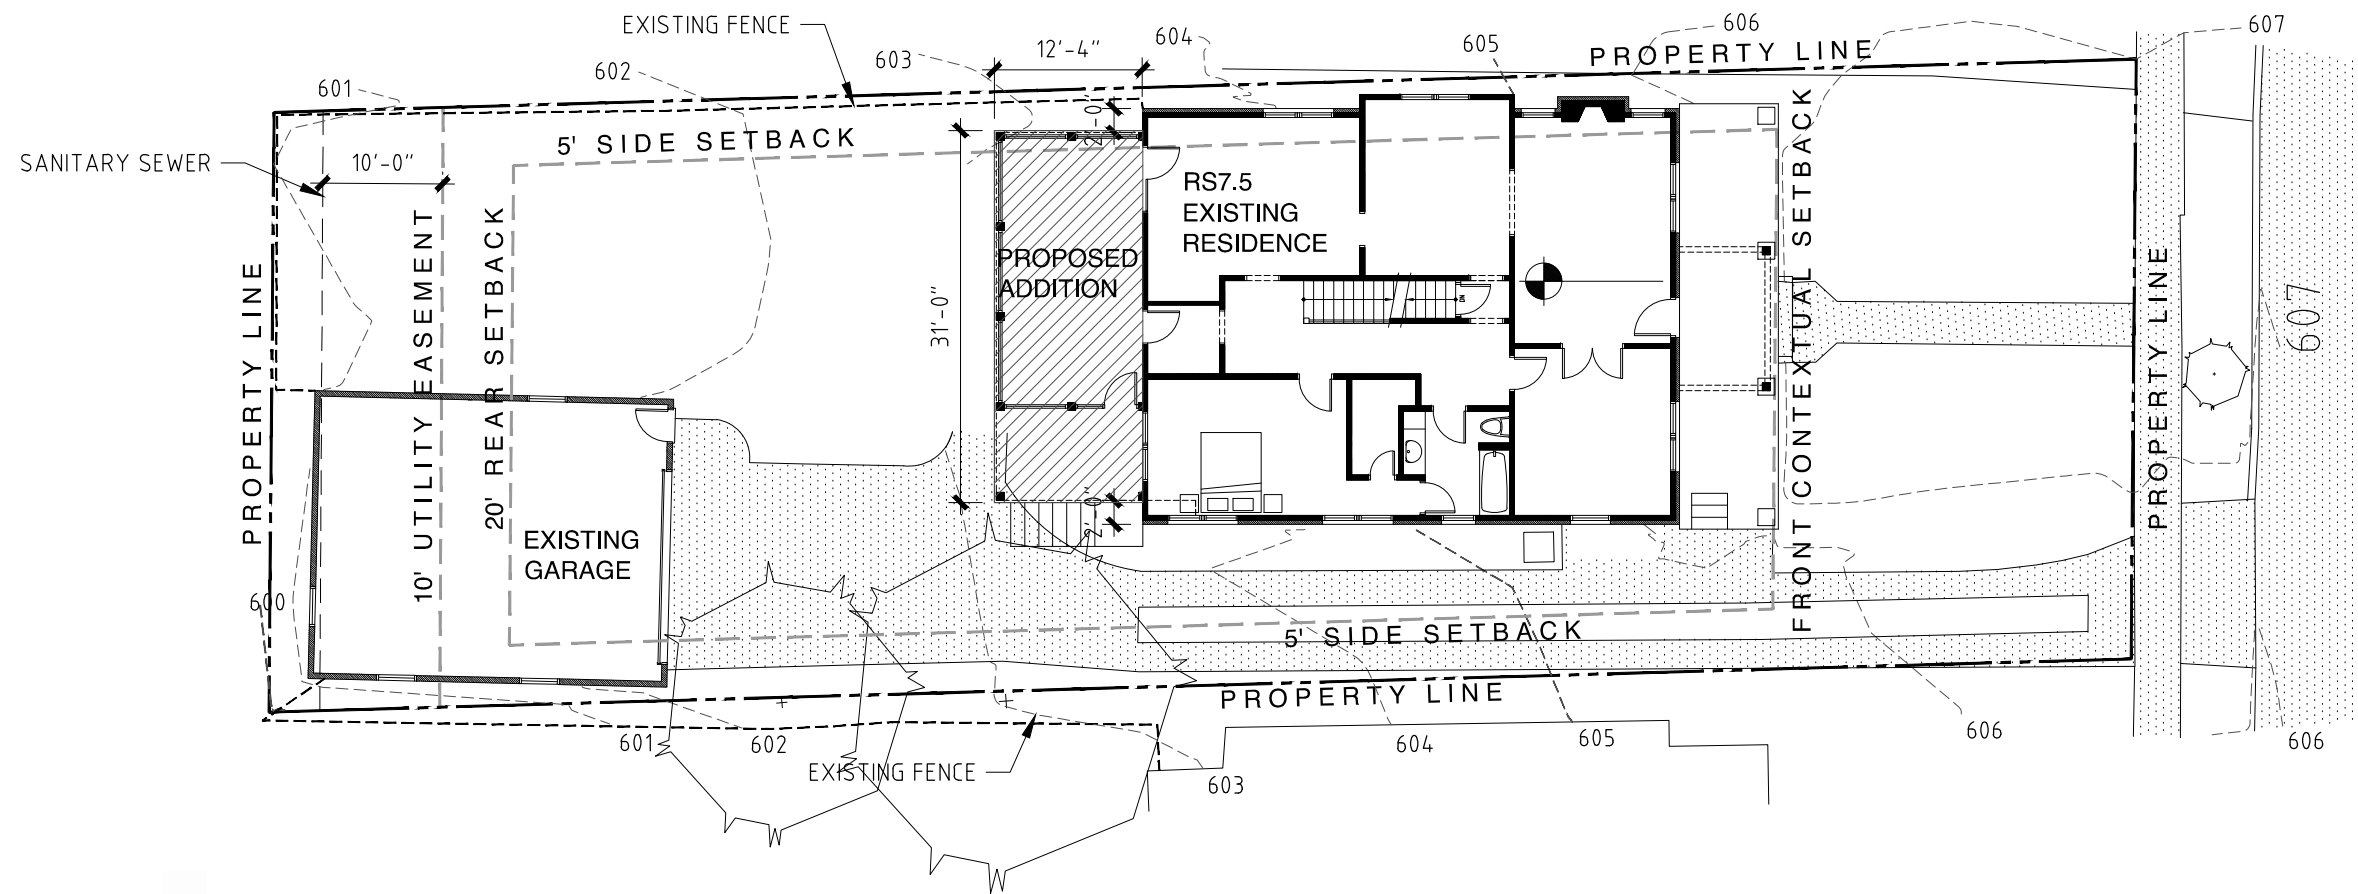 EXISTING FENCE
606
607
604
605
12'-4"
603
602
601
PROPERTY LINE
2'-0"
5' SIDE SETBACK
SANITARY SEWER
10'-0"
RS7.5
EXISTING
RESIDENCE
PROPOSED
ADDITION
31'-0"
DN
PROPERTY LINE
10' UTILITY EASEMENT
20' REAR SETBACK
FRONT CONTEXTUAL SETBACK
PROPERTY LINE
607
2'-0"
EXISTING
GARAGE
600
5' SIDE SETBACK
PROPERTY LINE
601
602
604
605
606
606
EXISTING FENCE
603